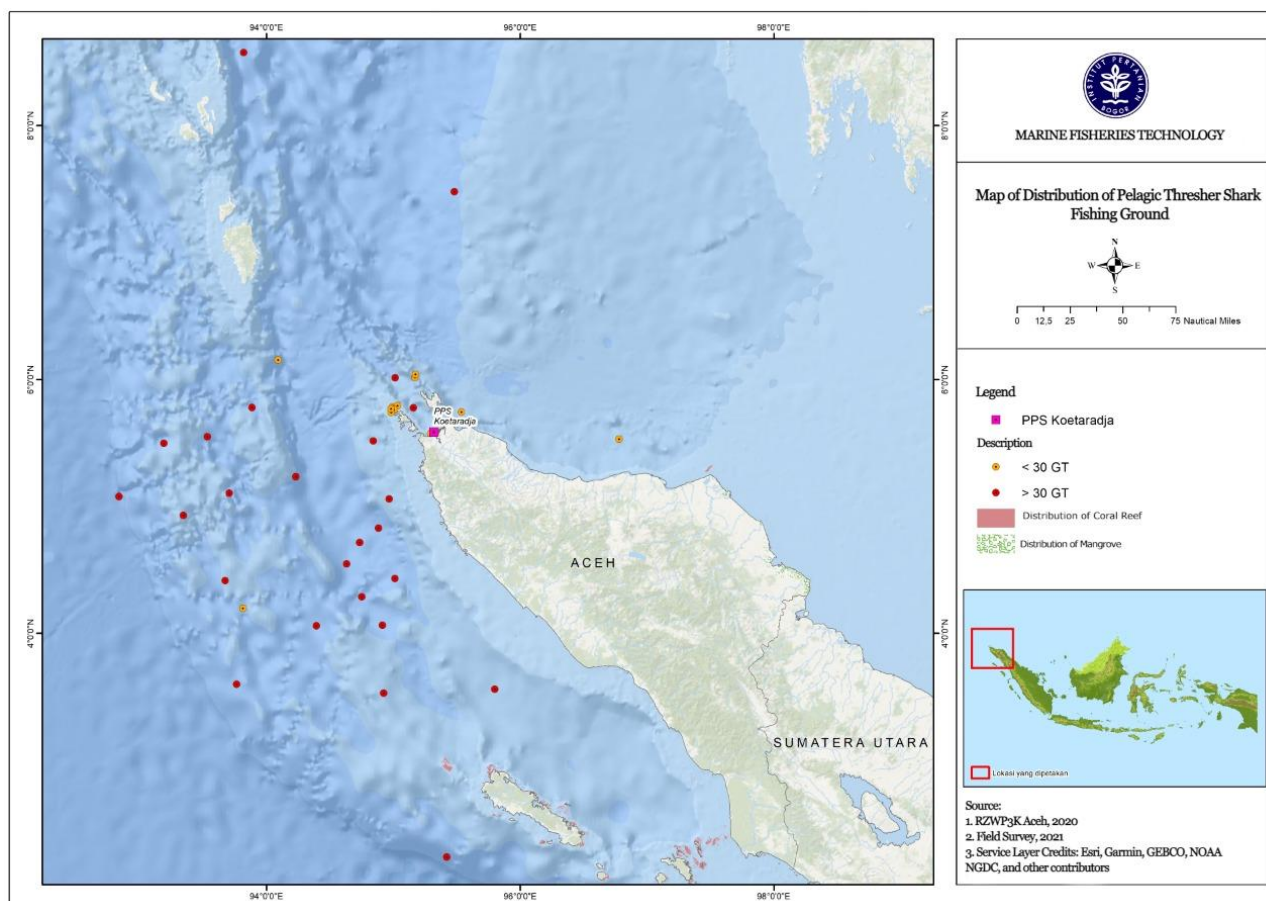 94°0'0"E
96°0'0"E
98°0'0"E
8°0'0"N
6°0'0"N
4°0'0"N
8°0'0"N
6°0'0"N
4°0'0"N
PPS
Koetaradja
ACEH
SUMATERA UTARA
94°0'0"E
96°0'0"E
98°0'0"E
INSTITUT PERTANIAN
BOGOR
MARINE FISHERIES TECHNOLOGY
Map of Distribution of Pelagic Thresher Shark
Fishing Ground
N
W E
S
0 12,5 25 50 75 Nautical Miles
Legend
PPS Koetaradja
Description
< 30 GT
> 30 GT
Distribution of Coral Reef
Distribution of Mangrove
Lokasi yang dipetakan
Source:
1. RZWP3K Aceh, 2020
2. Field Survey, 2021
3. Service Layer Credits: Esri, Garmin, GEBCO, NOAA
NGDC, and other contributors